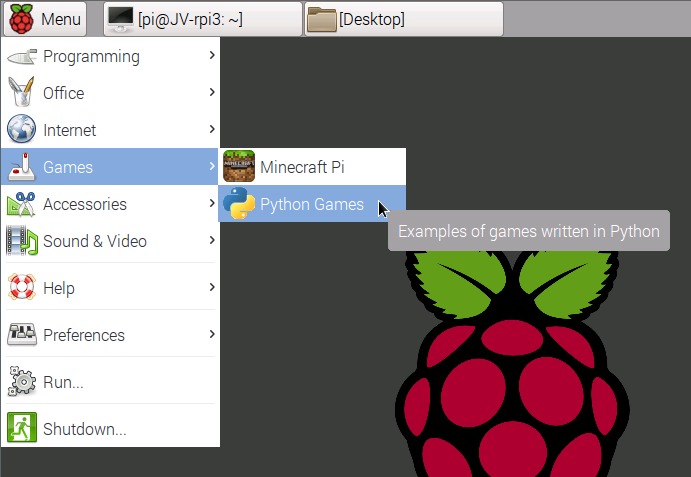 Menu
[pi@JV-rpi3: ~]
[Desktop]
Programming
Office
Internet
Games
Accessories
Sound & Video
Help
Preferences
Run...
Shutdown...
Minecraft Pi
Python Games
Examples of games written in Python